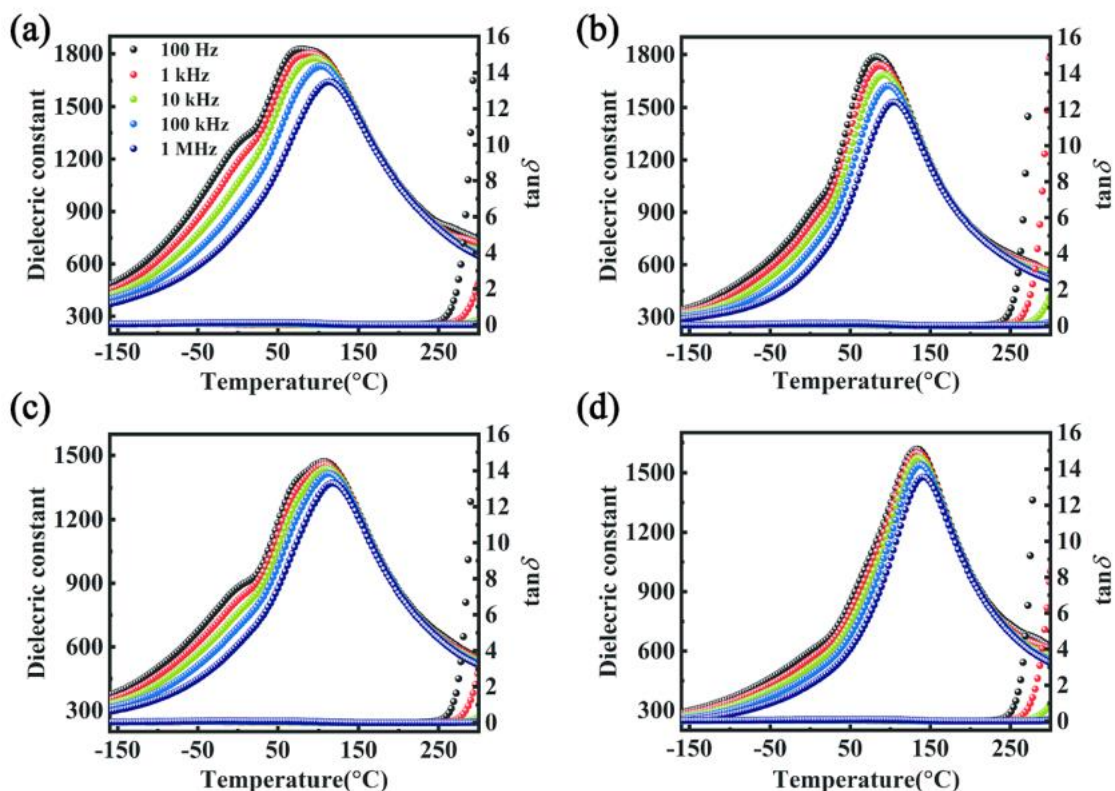 (a)
100 Hz
1 kHz
10 kHz
100 kHz
1 MHz
1800
1500
1200
900
600
300
Dielecric constant
16
14
12
10
8
6
4
2
0
tanδ
-150 -50 50 150 250
Temperature(°C)
(b)
1800
1500
1200
900
600
300
Dielecric constant
16
14
12
10
8
6
4
2
0
tanδ
-150 -50 50 150 250
Temperature(°C)
(c)
1500
1200
900
600
300
Dielecric constant
16
14
12
10
8
6
4
2
0
tanδ
-150 -50 50 150 250
Temperature(°C)
(d)
1500
1200
900
600
300
Dielecric constant
16
14
12
10
8
6
4
2
0
tanδ
-150 -50 50 150 250
Temperature(°C)